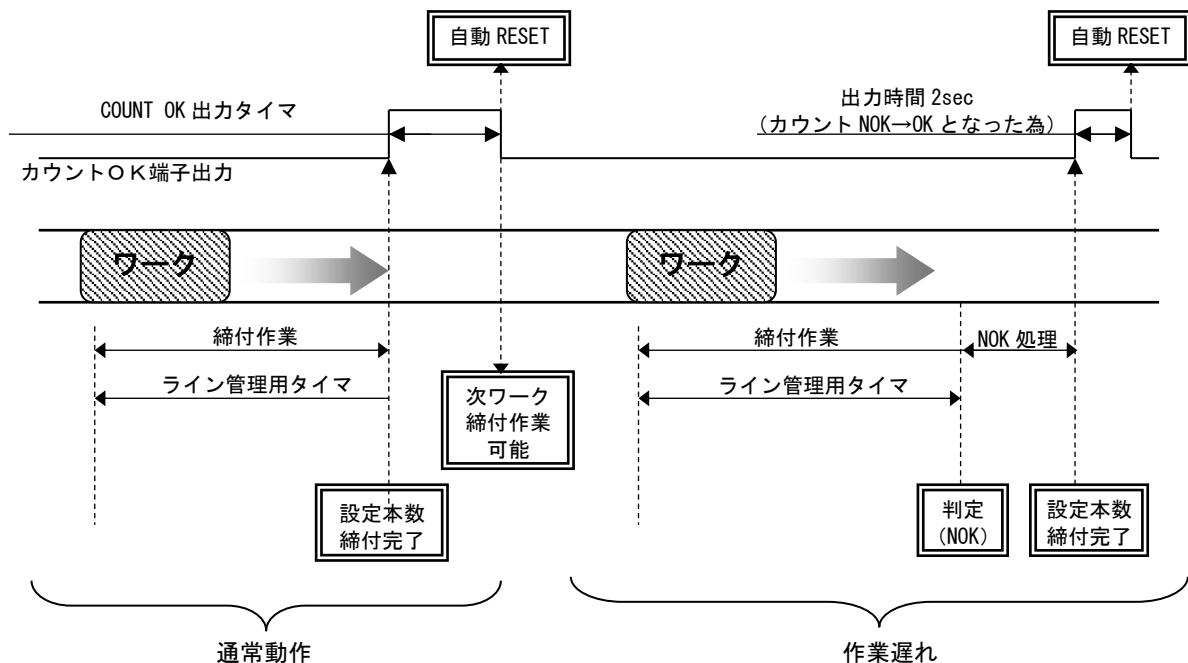 自動 RESET
自動 RESET
COUNT OK 出力タイマ
出力時間 2sec
（カウント NOK→OK となった為）
カウントＯＫ端子出力
ワーク
ワーク
締付作業
締付作業
NOK 処理
ライン管理用タイマ
ライン管理用タイマ
次ワーク
締付作業
可能
設定本数
締付完了
判定
(NOK)
設定本数
締付完了
通常動作
作業遅れ